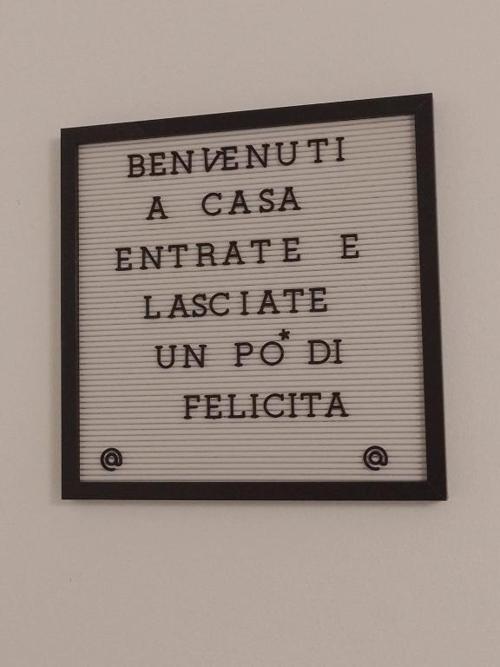 BENVENUTI
A CASA
ENTRATE E
LASCIATE
UN PO* DI
FELICITA
@ @